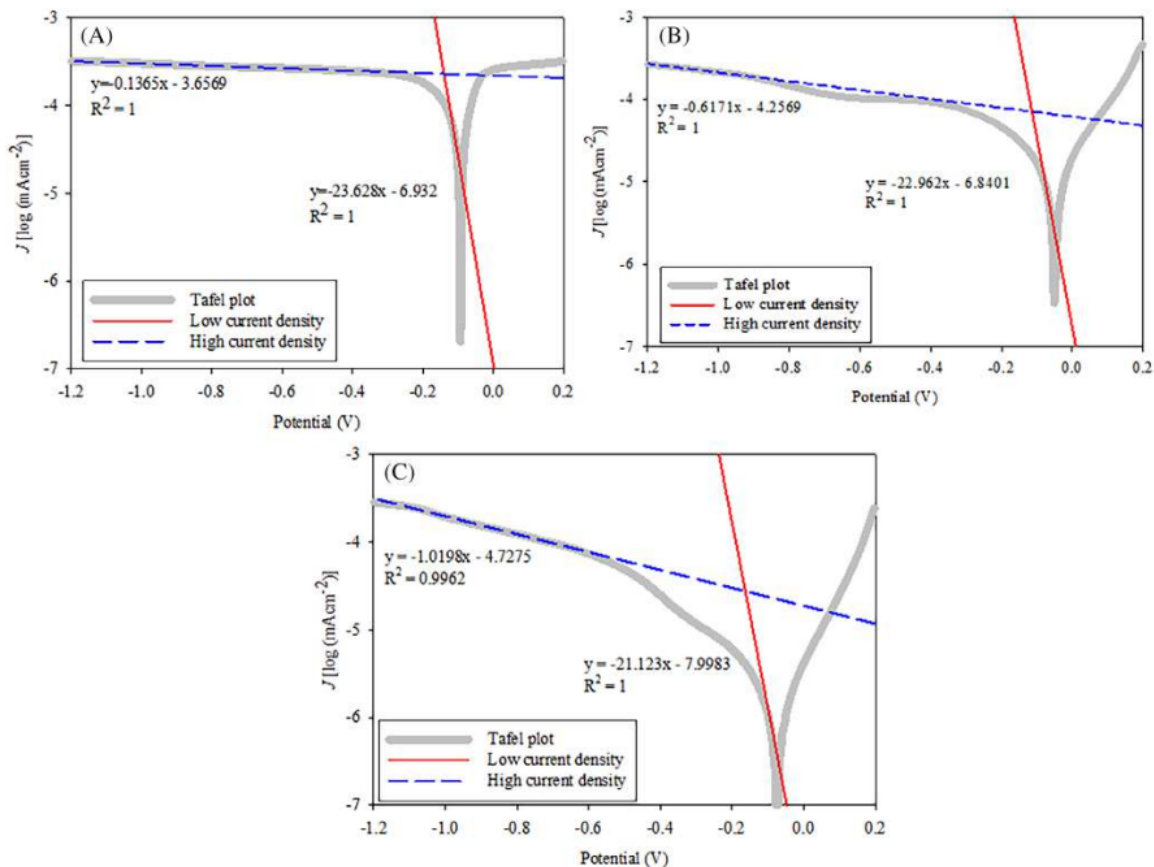 (A)
-3
-4
-5
-6
-7
J [log (mAcm-2)]
y=-0.1365x - 3.6569
R2 = 1
y=-23.628x - 6.932
R2 = 1
Tafel plot
Low current density
High current density
-1.2 -1.0 -0.8 -0.6 -0.4 -0.2 0.0 0.2
Potential (V)
(B)
-3
-4
-5
-6
-7
J [log (mAcm-2)]
y = -0.6171x - 4.2569
R2 = 1
y = -22.962x - 6.8401
R2 = 1
Tafel plot
Low current density
High current density
-1.2 -1.0 -0.8 -0.6 -0.4 -0.2 0.0 0.2
Potential (V)
(C)
-3
-4
-5
-6
-7
J [log (mAcm-2)]
y = -1.0198x - 4.7275
R2 = 0.9962
y = -21.123x - 7.9983
R2 = 1
Tafel plot
Low current density
High current density
-1.2 -1.0 -0.8 -0.6 -0.4 -0.2 0.0 0.2
Potential (V)